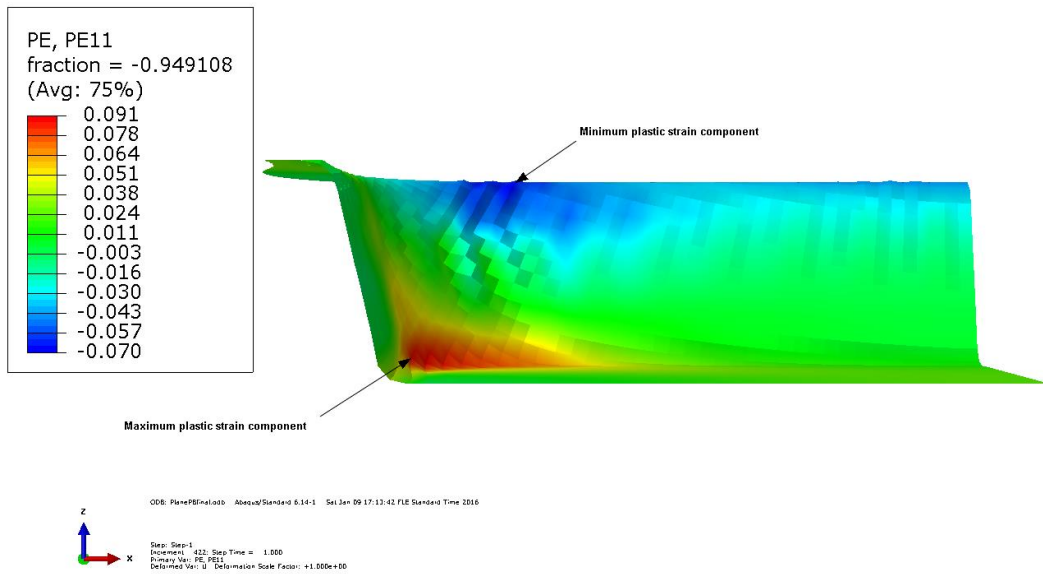 PE, PE11
fraction = -0.949108
(Avg: 75%)
0.091
0.078
0.064
0.051
0.038
0.024
0.011
-0.003
-0.016
-0.030
-0.043
-0.057
-0.070
Minimum plastic strain component
Maximum plastic strain component
ODB: PlanePBfinal.odb Abaqus/Standard 6.14-1 Sat Jan 09 17:13:42 FLE Standard Time 2016
z
x
Step: Step-1
Increment 422: Step Time = 1.000
Primary Var: PE, PE11
Deformed Var: U Deformation Scale Factor: +1.000e+00